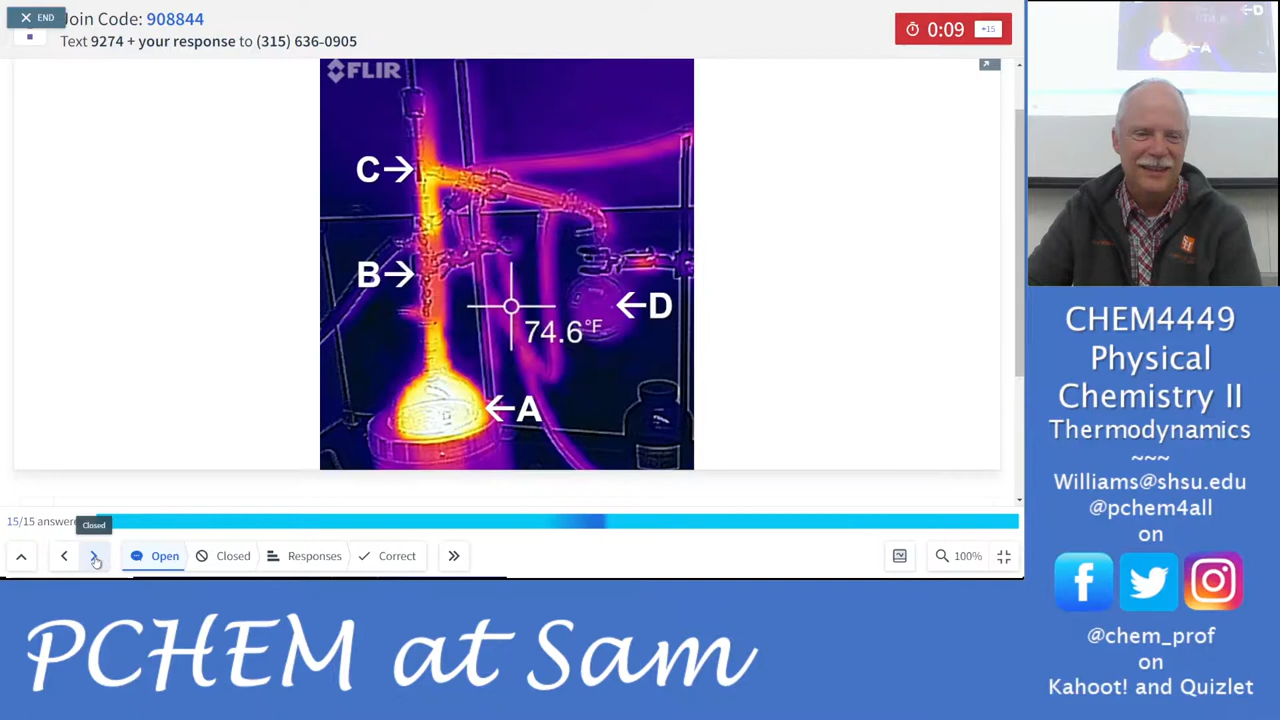 END
Join Code: 908844
Text 9274 + your response to (315) 636-0905
0:09
+15
FLIR
C→
B→
←D
74.6°F
←A
←D
←A
15/15 answere
Closed
Open
Closed
Responses
Correct
100%
CHEM4449
Physical
Chemistry II
Thermodynamics
~~~
Williams@shsu.edu
@pchem4all
on
@chem_prof
on
Kahoot! and Quizlet
PCHEM at Sam